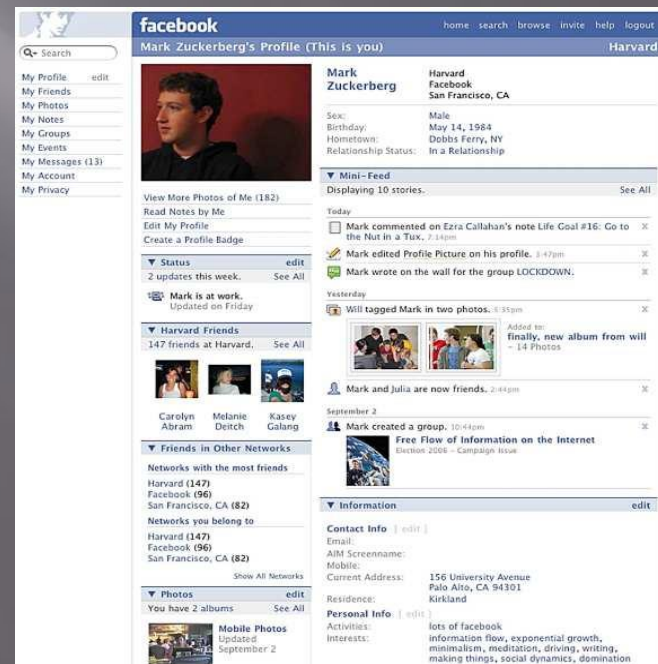 facebook
home search browse invite help logout
Mark Zuckerberg's Profile (This is you)
Harvard
Search
My Profile edit
My Friends
My Photos
My Notes
My Groups
My Events
My Messages (13)
My Account
My Privacy
View More Photos of Me (182)
Read Notes by Me
Edit My Profile
Create a Profile Badge
Status edit
2 updates this week. See All
Mark is at work.
Updated on Friday
Harvard Friends
147 friends at Harvard. See All
Carolyn Abram
Melanie Deitch
Kasey Galang
Friends in Other Networks
Networks with the most friends
Harvard (147)
Facebook (96)
San Francisco, CA (82)
Networks you belong to
Harvard (147)
Facebook (96)
San Francisco, CA (82)
Show All Networks
Photos edit
You have 2 albums See All
Mobile Photos
Updated
September 2
Mark
Zuckerberg
Harvard
Facebook
San Francisco, CA
Sex: Male
Birthday: May 14, 1984
Hometown: Dobbs Ferry, NY
Relationship Status: In a Relationship
Mini-Feed
Displaying 10 stories. See All
Today
Mark commented on Ezra Callahan's note Life Goal #16: Go to
the Nut in a Tux. 7:14pm
Mark edited Profile Picture on his profile. 3:47pm
Mark wrote on the wall for the group LOCKDOWN.
Yesterday
Will tagged Mark in two photos. 5:35pm
Added to:
finally, new album from will
- 14 Photos
Mark and Julia are now friends. 2:44pm
September 2
Mark created a group. 10:44pm
Free Flow of Information on the Internet
Election 2006 - Campaign Issue
Information edit
Contact Info [ edit ]
Email:
AIM Screenname:
Mobile:
Current Address: 156 University Avenue
Palo Alto, CA 94301
Residence: Kirkland
Personal Info [ edit ]
Activities: lots of facebook
Interests: information flow, exponential growth,
minimalism, meditation, driving, writing,
making things, social dynamics, domination